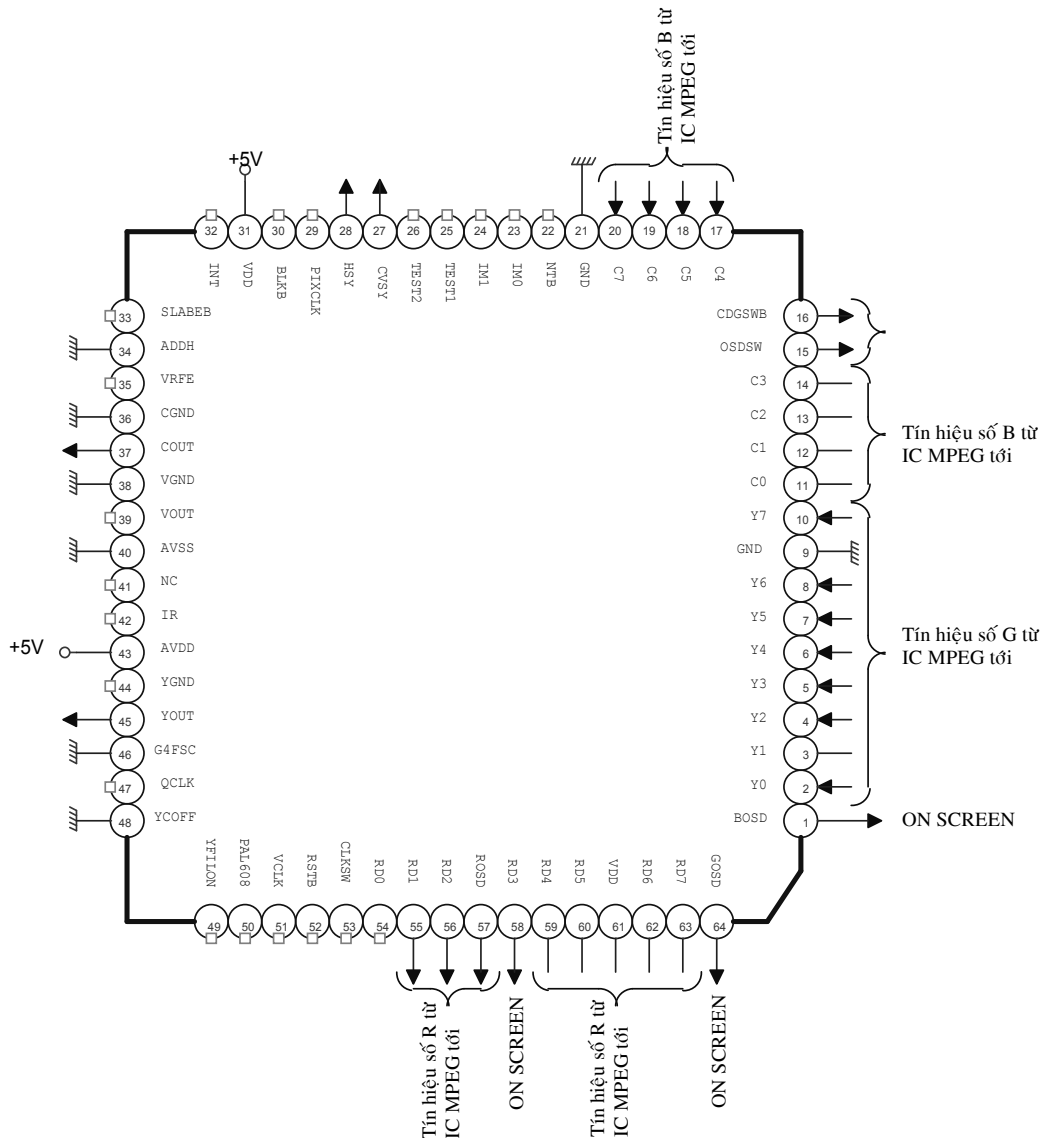 Tín hiệu số B từ
IC MPEG tới
+5V
32 31 30 29 28 27 26 25 24 23 22 21 20 19 18 17
INT VDD BLKB PIXCLK HSY CVSY TEST2 TEST1 IM1 IM0 NTB GND C7 C6 C5 C4
33 SLABEB
34 ADDH
35 VRFE
36 CGND
37 COUT
38 VGND
39 VOUT
40 AVSS
41 NC
42 IR
+5V 43 AVDD
44 YGND
45 YOUT
46 G4FSC
47 QCLK
48 YCOFF
CDGSWB 16
OSDSW 15
C3 14
C2 13
C1 12
C0 11
Tín hiệu số B từ
IC MPEG tới
Y7 10
GND 9
Y6 8
Y5 7
Y4 6
Y3 5
Y2 4
Y1 3
Y0 2
Tín hiệu số G từ
IC MPEG tới
BOSD 1 ON SCREEN
YFILON PAL608 VCLK RSTB CLKSW RD0 RD1 RD2 ROSD RD3 RD4 RD5 VDD RD6 RD7 GOSD
49 50 51 52 53 54 55 56 57 58 59 60 61 62 63 64
Tín hiệu số R từ
IC MPEG tới
ON SCREEN
Tín hiệu số R từ
IC MPEG tới
ON SCREEN